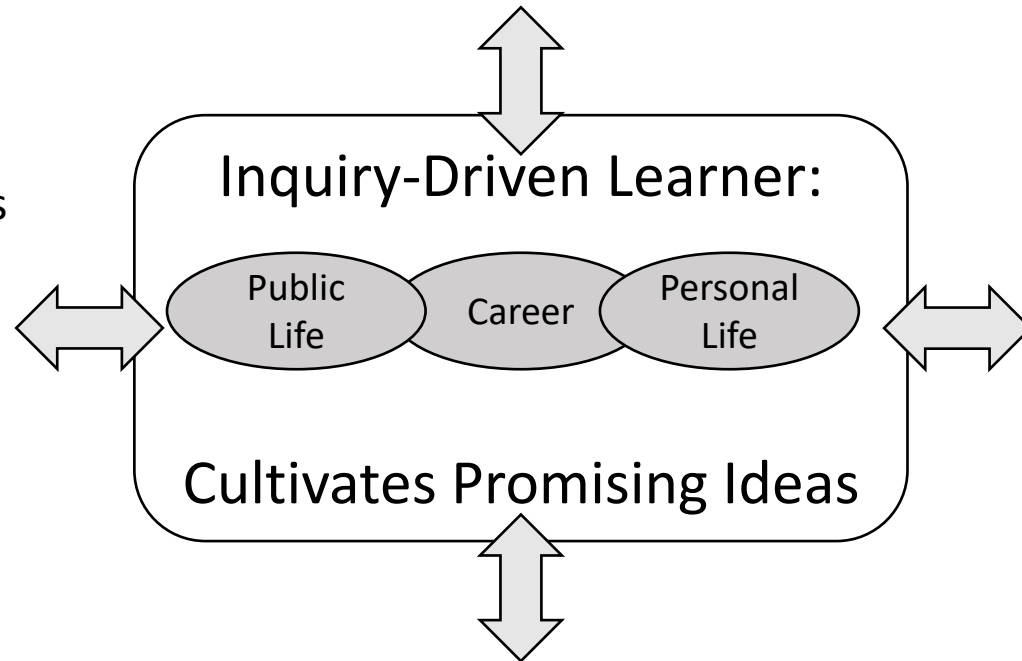 Inquiry-Driven Learner:
s
Public
Life
Career
Personal
Life
Cultivates Promising Ideas